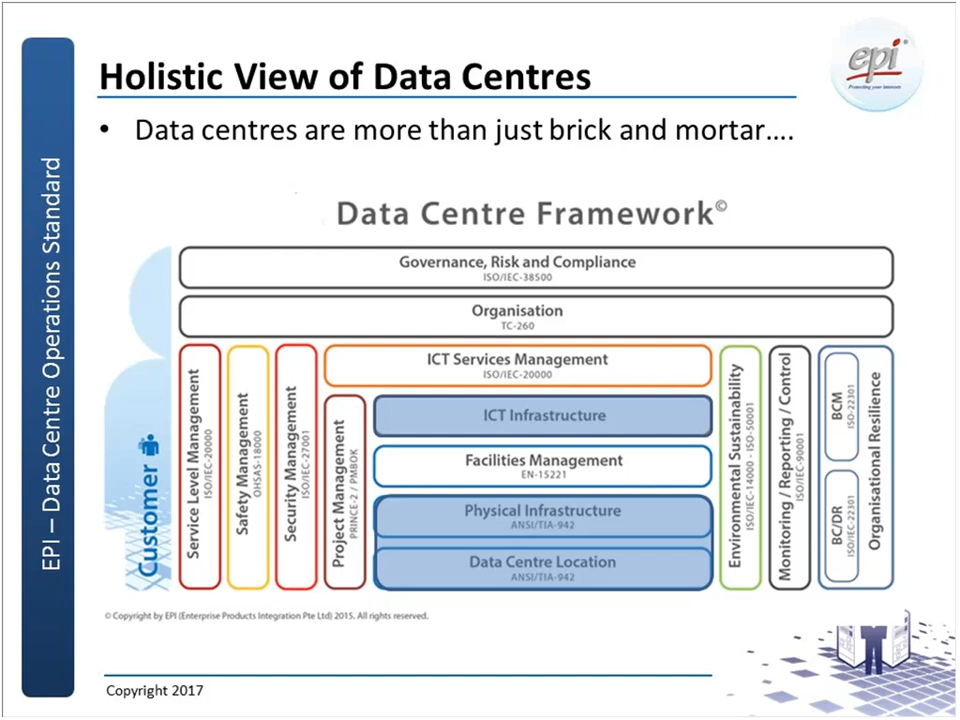 Holistic View of Data Centres
epi®
Protecting your interests
• Data centres are more than just brick and mortar….
EPI – Data Centre Operations Standard
Data Centre Framework©
Governance, Risk and Compliance
ISO/IEC-38500
Organisation
TC-260
Customer
Service Level Management
ISO/IEC-20000
Safety Management
OHSAS-18000
Security Management
ISO/IEC-27001
ICT Services Management
ISO/IEC-20000
Project Management
PRINCE-2 / PMBOK
ICT Infrastructure
Facilities Management
EN-15221
Physical Infrastructure
ANSI/TIA-942
Data Centre Location
ANSI/TIA-942
Environmental Sustainability
ISO/IEC-14000 - ISO-50001
Monitoring / Reporting / Control
ISO/IEC-90001
BCM
ISO-22301
BC/DR
ISO/IEC-22301
Organisational Resilience
© Copyright by EPI (Enterprise Products Integration Pte Ltd) 2015. All rights reserved.
Copyright 2017